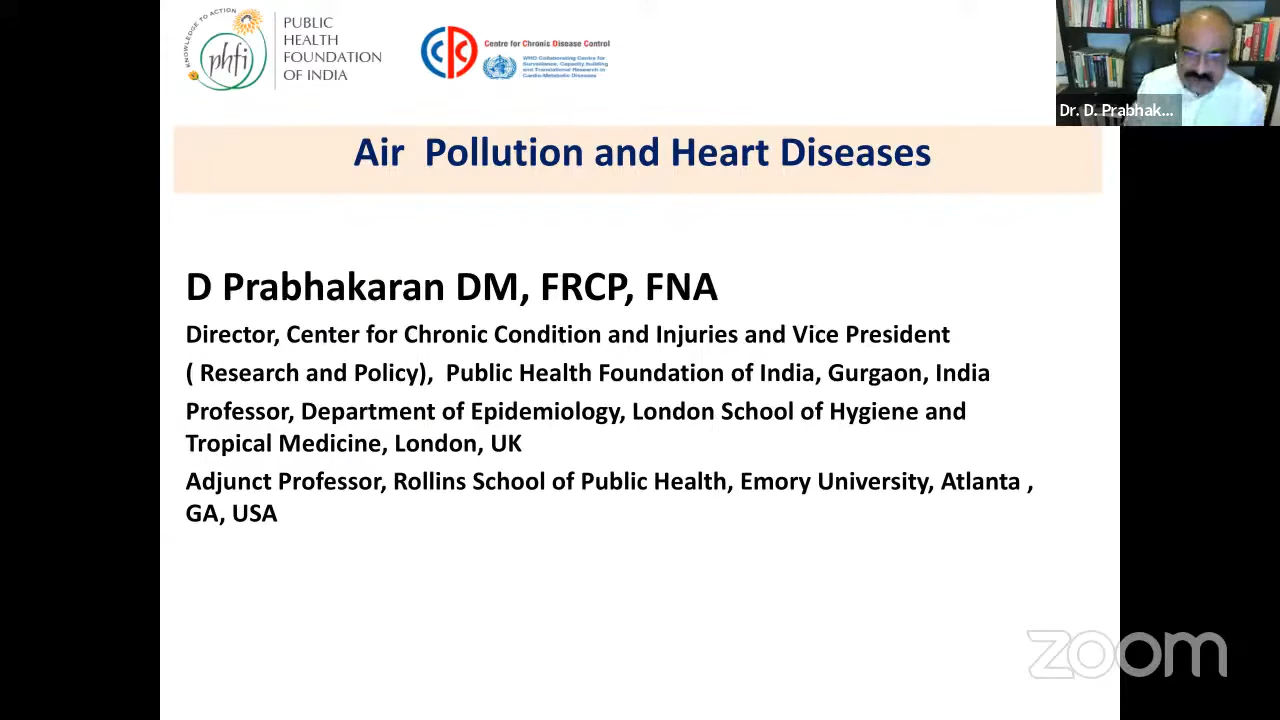 KNOWLEDGE TO ACTION
phfi
PUBLIC
HEALTH
FOUNDATION
OF INDIA
Centre for Chronic Disease Control
WHO Collaborating Centre for
Surveillance, Capacity building
and Translational Research in
Cardio-Metabolic Diseases
Dr. D. Prabhak...
Air  Pollution and Heart Diseases
D Prabhakaran DM, FRCP, FNA
Director, Center for Chronic Condition and Injuries and Vice President
( Research and Policy),  Public Health Foundation of India, Gurgaon, India
Professor, Department of Epidemiology, London School of Hygiene and
Tropical Medicine, London, UK
Adjunct Professor, Rollins School of Public Health, Emory University, Atlanta ,
GA, USA
zoom